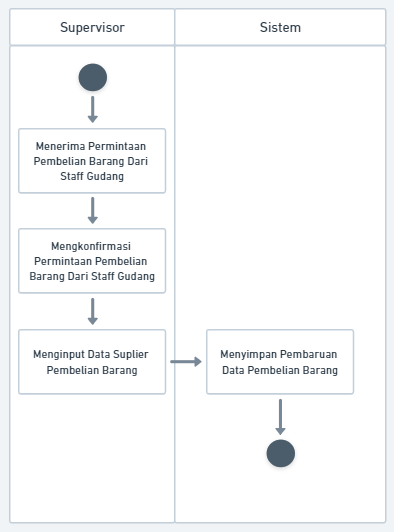 Supervisor
Sistem
Menerima Permintaan
Pembelian Barang Dari
Staff Gudang
Mengkonfirmasi
Permintaan Pembelian
Barang Dari Staff Gudang
Menginput Data Suplier
Pembelian Barang
Menyimpan Pembaruan
Data Pembelian Barang